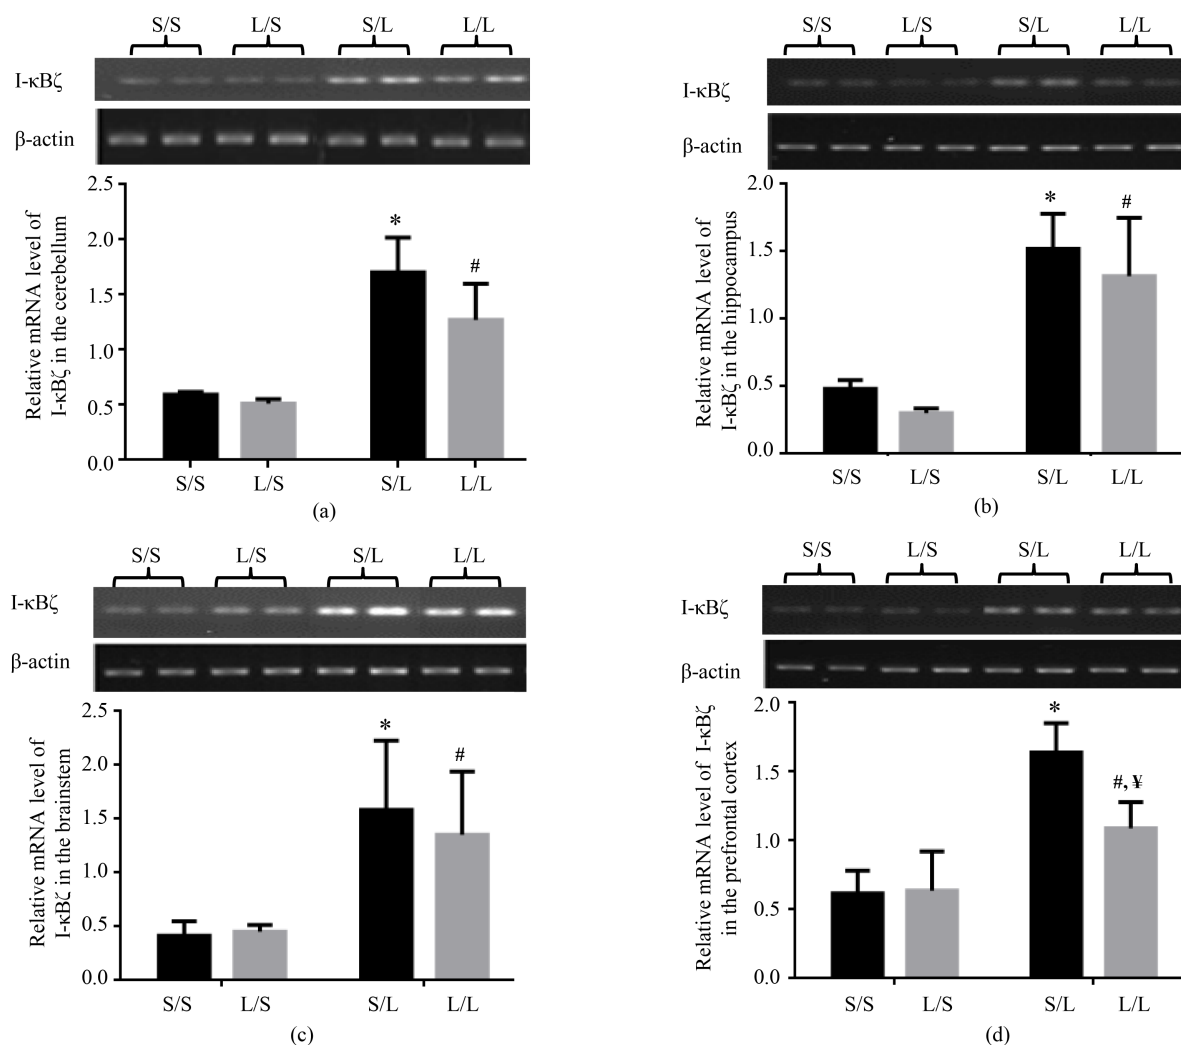 S/S L/S S/L L/L
I-κBζ
β-actin
2.5
2.0
1.5
1.0
0.5
0.0
Relative mRNA level of
I-κBζ in the cerebellum
*
#
S/S L/S S/L L/L
(a)
S/S L/S S/L L/L
I-κBζ
β-actin
2.0
1.5
1.0
0.5
0.0
Relative mRNA level of
I-κBζ in the hippocampus
*
#
S/S L/S S/L L/L
(b)
S/S L/S S/L L/L
I-κBζ
β-actin
2.5
2.0
1.5
1.0
0.5
0.0
Relative mRNA level of
I-κBζ in the brainstem
*
#
S/S L/S S/L L/L
(c)
S/S L/S S/L L/L
I-κBζ
β-actin
2.0
1.5
1.0
0.5
0.0
Relative mRNA level of I-κBζ
in the prefrontal cortex
*
#, ¥
S/S L/S S/L L/L
(d)